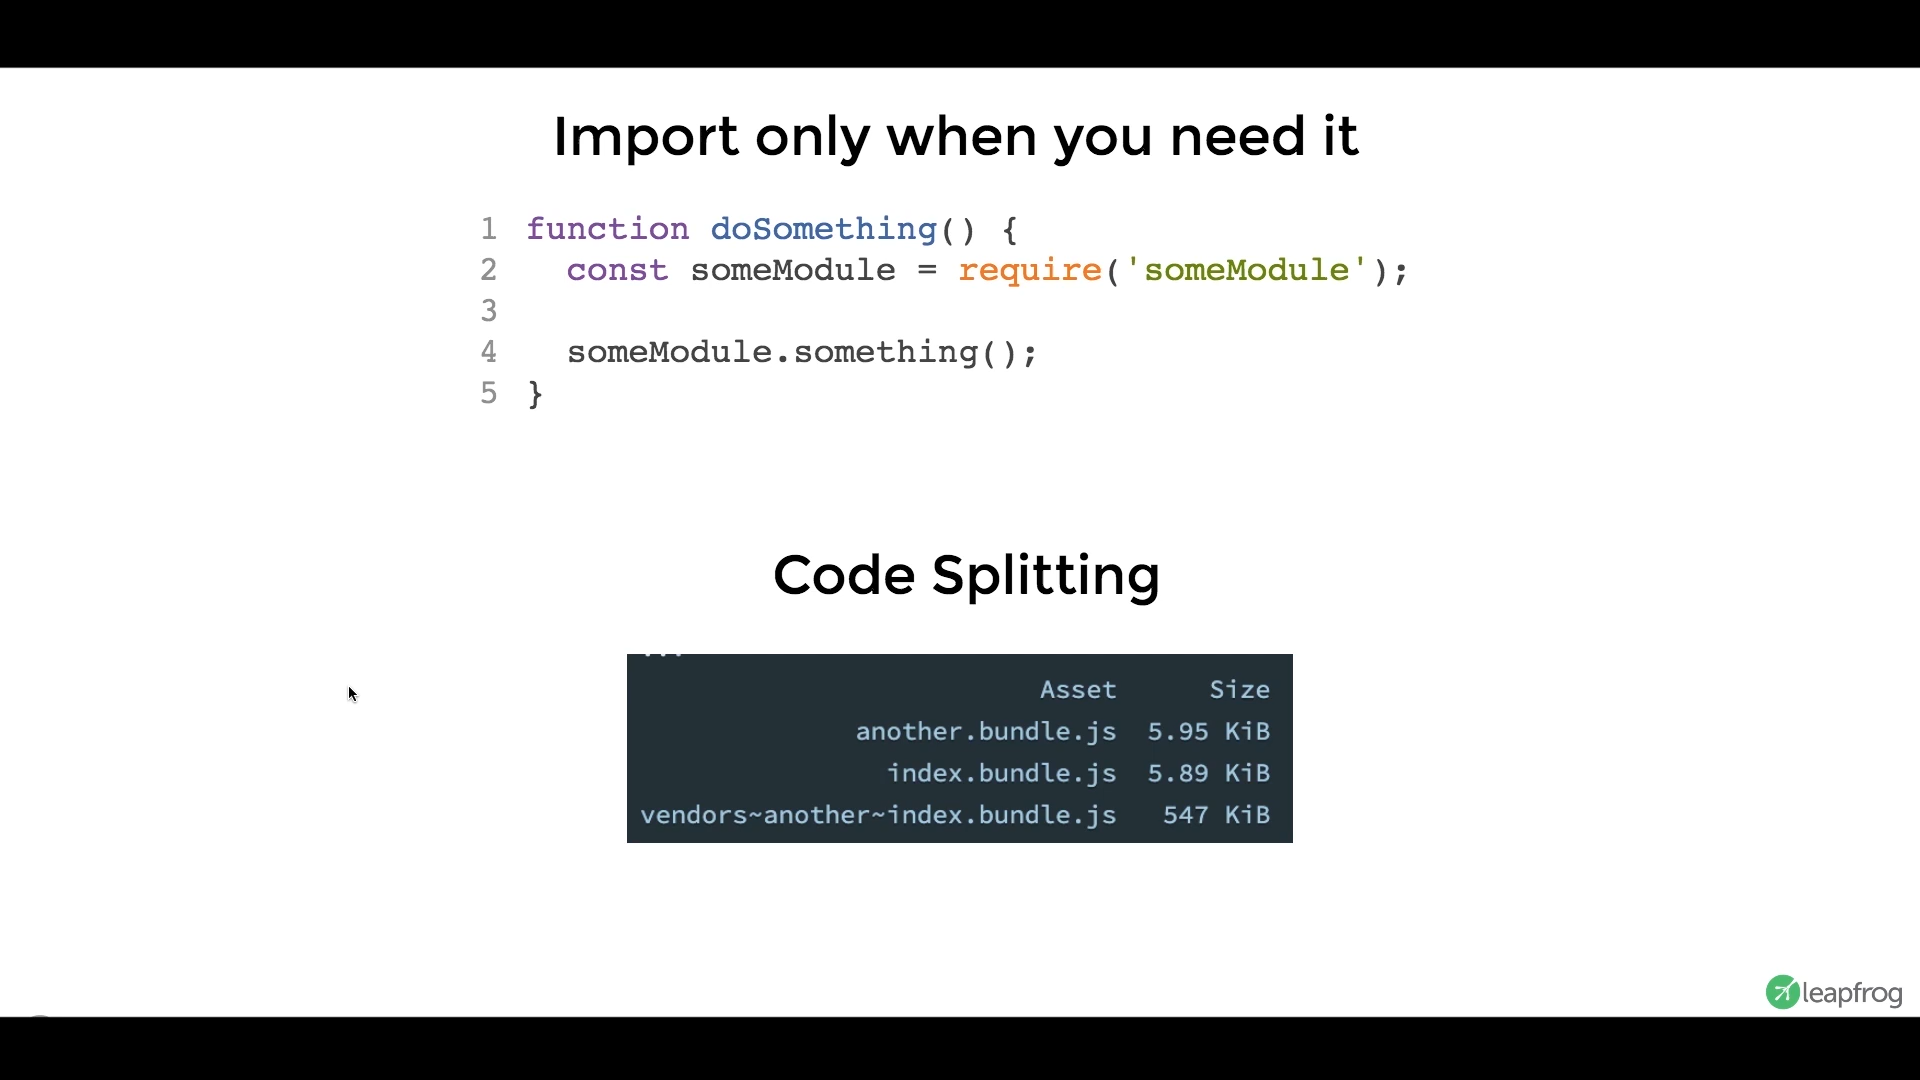 Import only when you need it
1 function doSomething() {
2 const someModule = require('someModule');
3
4 someModule.something();
5 }
Code Splitting
...
Asset Size
another.bundle.js 5.95 KiB
index.bundle.js 5.89 KiB
vendors~another~index.bundle.js 547 KiB
leapfrog